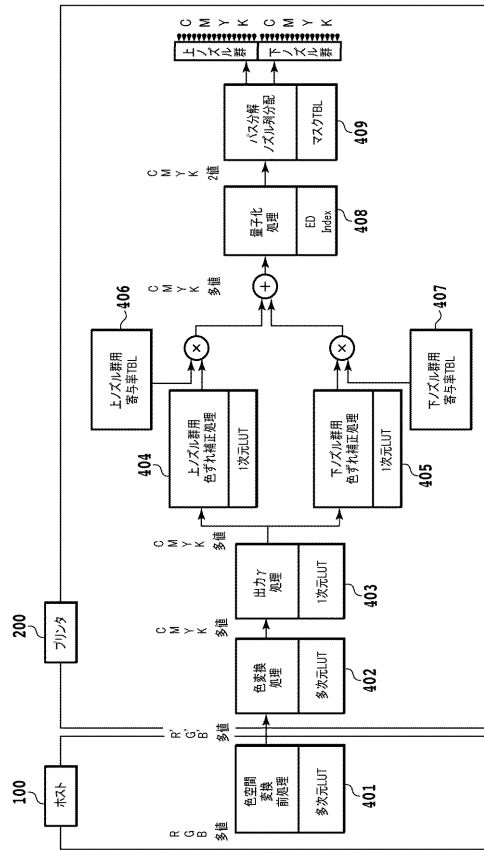 100
ホスト
R
G
B
多値
色空間
変換
前処理
多次元LUT
401
R'
G'
B'
多値
200
プリンタ
色変換
処理
多次元LUT
402
C
M
Y
K
多値
出力γ
処理
1次元LUT
403
C
M
Y
K
多値
404
上ノズル群用
色ずれ補正処理
1次元LUT
下ノズル群用
色ずれ補正処理
1次元LUT
405
406
上ノズル群用
寄与率TBL
407
下ノズル群用
寄与率TBL
×
×
+
C
M
Y
K
多値
量子化
処理
ED
Index
408
C
M
Y
K
2値
パス分解
ノズル列分配
マスクTBL
409
上ノズル群
下ノズル群
C
M
Y
K
C
M
Y
K